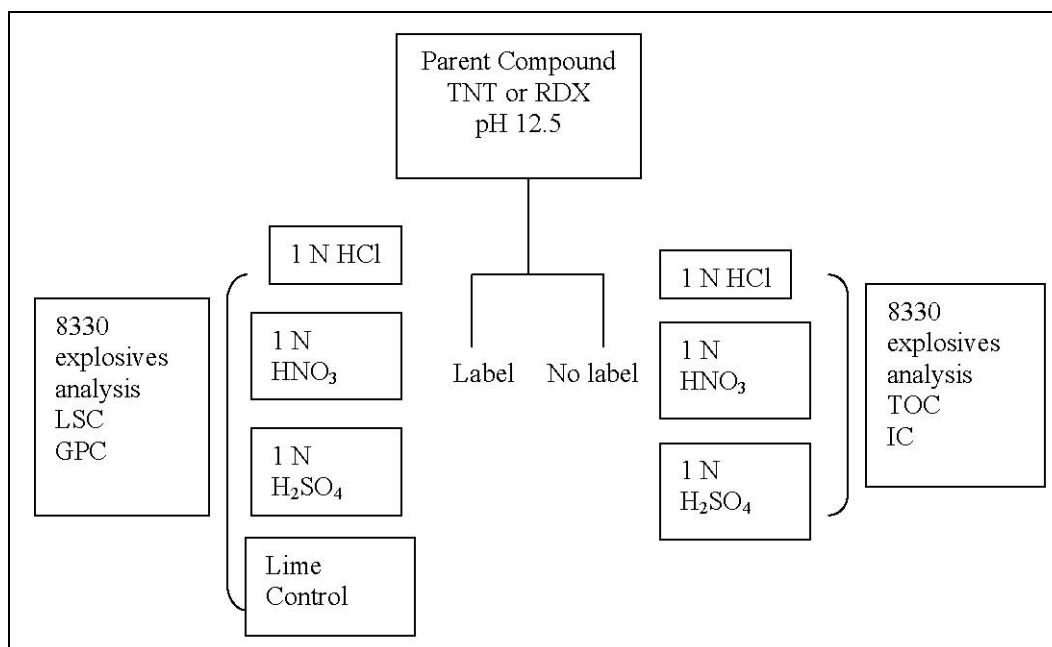 Parent Compound
TNT or RDX
pH 12.5
1 N HCl
1 N
HNO₃
1 N
H₂SO₄
Lime
Control
8330
explosives
analysis
LSC
GPC
Label
No label
1 N HCl
1 N
HNO₃
1 N
H₂SO₄
8330
explosives
analysis
TOC
IC